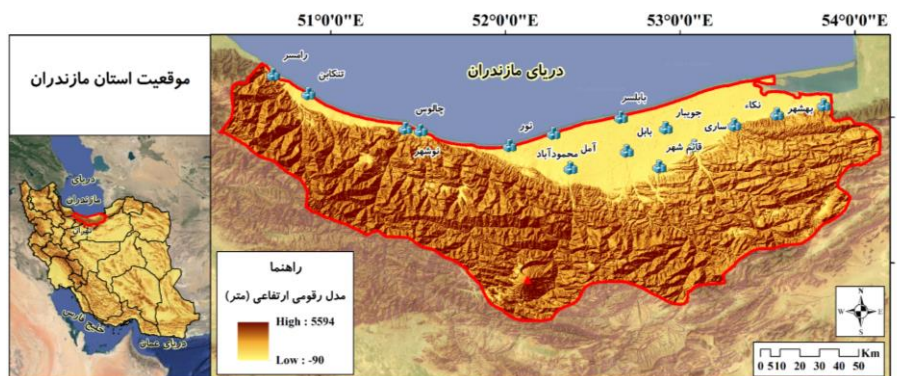 51°0'0"E
52°0'0"E
53°0'0"E
54°0'0"E
موقعیت استان مازندران
دریای مازندران
رامسر
تنکابن
چالوس
نوشهر
نور
محمودآباد
آمل
بابلسر
بابل
جویبار
قائم شهر
ساری
نکاء
بهشهر
دریای
مازندران
تهران
خلیج فارس
دریای عمان
راهنما
مدل رقومی ارتفاعی (متر)
High : 5594
Low : -90
N
W
E
S
0 5 10 20 30 40 50 Km